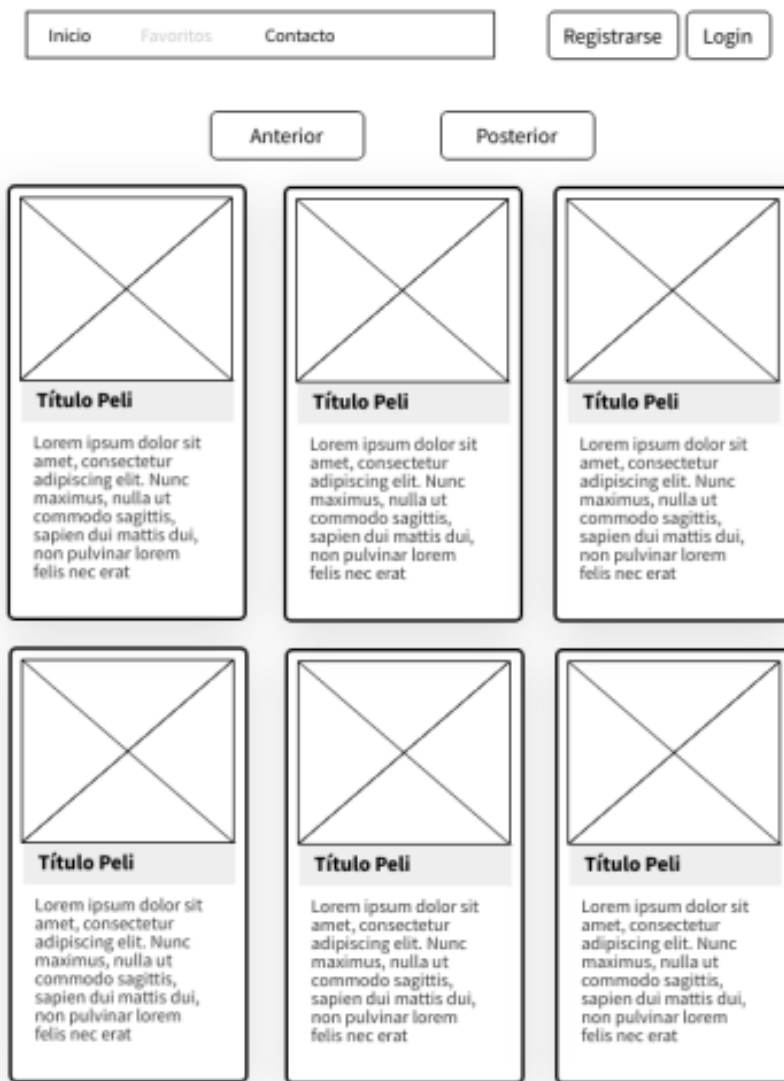 Inicio Favoritos Contacto Registrarse Login
Anterior Posterior
Título Peli
Lorem ipsum dolor sit
amet, consectetur
adipiscing elit. Nunc
maximus, nulla ut
commodo sagittis,
sapien dui mattis dui,
non pulvinar lorem
felis nec erat
Título Peli
Lorem ipsum dolor sit
amet, consectetur
adipiscing elit. Nunc
maximus, nulla ut
commodo sagittis,
sapien dui mattis dui,
non pulvinar lorem
felis nec erat
Título Peli
Lorem ipsum dolor sit
amet, consectetur
adipiscing elit. Nunc
maximus, nulla ut
commodo sagittis,
sapien dui mattis dui,
non pulvinar lorem
felis nec erat
Título Peli
Lorem ipsum dolor sit
amet, consectetur
adipiscing elit. Nunc
maximus, nulla ut
commodo sagittis,
sapien dui mattis dui,
non pulvinar lorem
felis nec erat
Título Peli
Lorem ipsum dolor sit
amet, consectetur
adipiscing elit. Nunc
maximus, nulla ut
commodo sagittis,
sapien dui mattis dui,
non pulvinar lorem
felis nec erat
Título Peli
Lorem ipsum dolor sit
amet, consectetur
adipiscing elit. Nunc
maximus, nulla ut
commodo sagittis,
sapien dui mattis dui,
non pulvinar lorem
felis nec erat